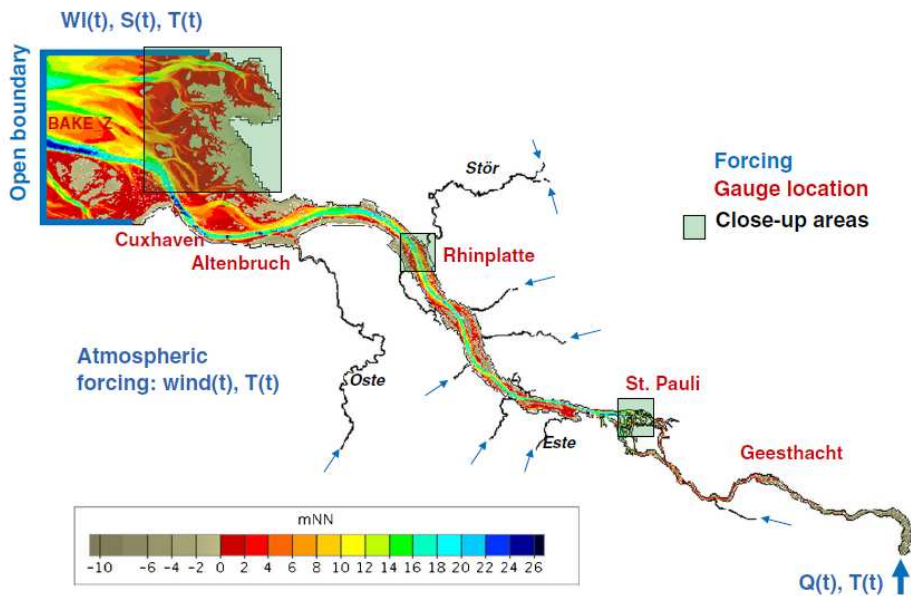 WI(t), S(t), T(t)
Open boundary
BAKE_Z
Stör
Forcing
Gauge location
Close-up areas
Cuxhaven
Altenbruch
Rhinplatte
Atmospheric
forcing: wind(t), T(t)
Oste
St. Pauli
Este
Geesthacht
mNN
-10 -6 -4 -2 0 2 4 6 8 10 12 14 16 18 20 22 24 26
Q(t), T(t)